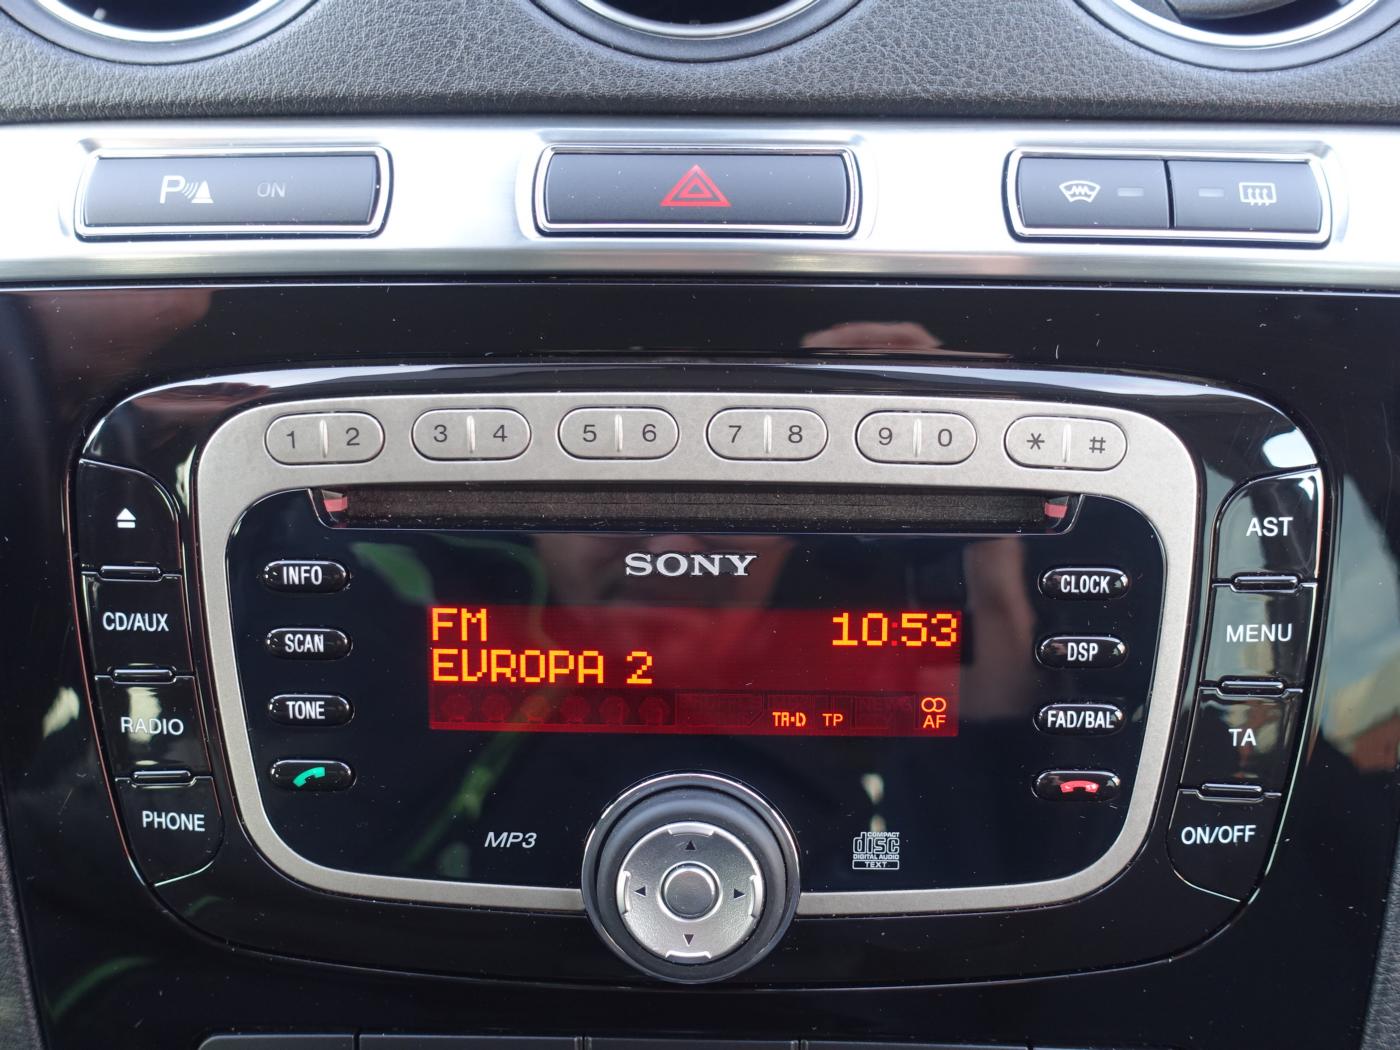 P ON
1 2 3 4 5 6 7 8 9 0 * #
SONY
INFO
SCAN
TONE
CD/AUX
RADIO
PHONE
FM 10:53
EVROPA 2
TA·D TP AF
CLOCK
DSP
FAD/BAL
AST
MENU
TA
ON/OFF
MP3
COMPACT
disc
DIGITAL AUDIO
TEXT